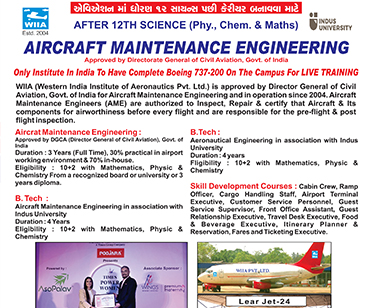 એવિએશન માં ધોરણ ૧૨ સાયન્સ પછી કેરીયર બનાવવા માટે
WIIA
Estd. 2004
AFTER 12TH SCIENCE (Phy., Chem. & Maths)
INDUS
UNIVERSITY
AIRCRAFT MAINTENANCE ENGINEERING
Approved by Directorate General of Civil Aviation, Govt. of India
Only Institute In India To Have Complete Boeing 737-200 On The Campus For LIVE TRAINING
WIIA (Western India Institute of Aeronautics Pvt. Ltd.) is approved by Director General of Civil
Aviation, Govt. of India for Aircraft Maintenance Engineering and in operation since 2004. Aircraft
Maintenance Engineers (AME) are authorized to Inspect, Repair & certify that Aircraft & Its
components for airworthiness before every flight and are responsible for the pre-flight & post
flight inspection.
Aircrat Maintenance Engineering :
Approved by DGCA (Director General of Civil Aviation), Govt. of
India
Duration : 3 Years (Full Time), 30% practical in airport
working environment & 70% in-house.
Eligibility : 10+2 with Mathematics, Physic &
Chemistry From a recognized board or university or 3
years diploma.
B. Tech :
Aircraft Maintenance Engineering in association with
Indus University
Duration : 4 Years
Eligibility : 10+2 with Mathematics, Physic &
Chemistry
B.Tech :
Aeronautical Engineering in association with Indus
University
Duration : 4 years
Eligibility : 10+2 with Mathematics, Physic &
Chemistry
Skill Development Courses : Cabin Crew, Ramp
Officer, Cargo Handling Staff, Airport Terminal
Executive, Customer Service Personnel, Guest
Service Supervisor, Front Office Assistant, Guest
Relationship Executive, Travel Desk Executive, Food
& Beverage Executive, Itinerary Planner &
Reservation, Fares and Ticketing Executive.
Powered by
AsoPalav
POONJIAJI'S
Presents
TIMES
POWER
WOMEN
Associate Sponsor
WINGS
WIIA PVT. LTD
Lear Jet-24